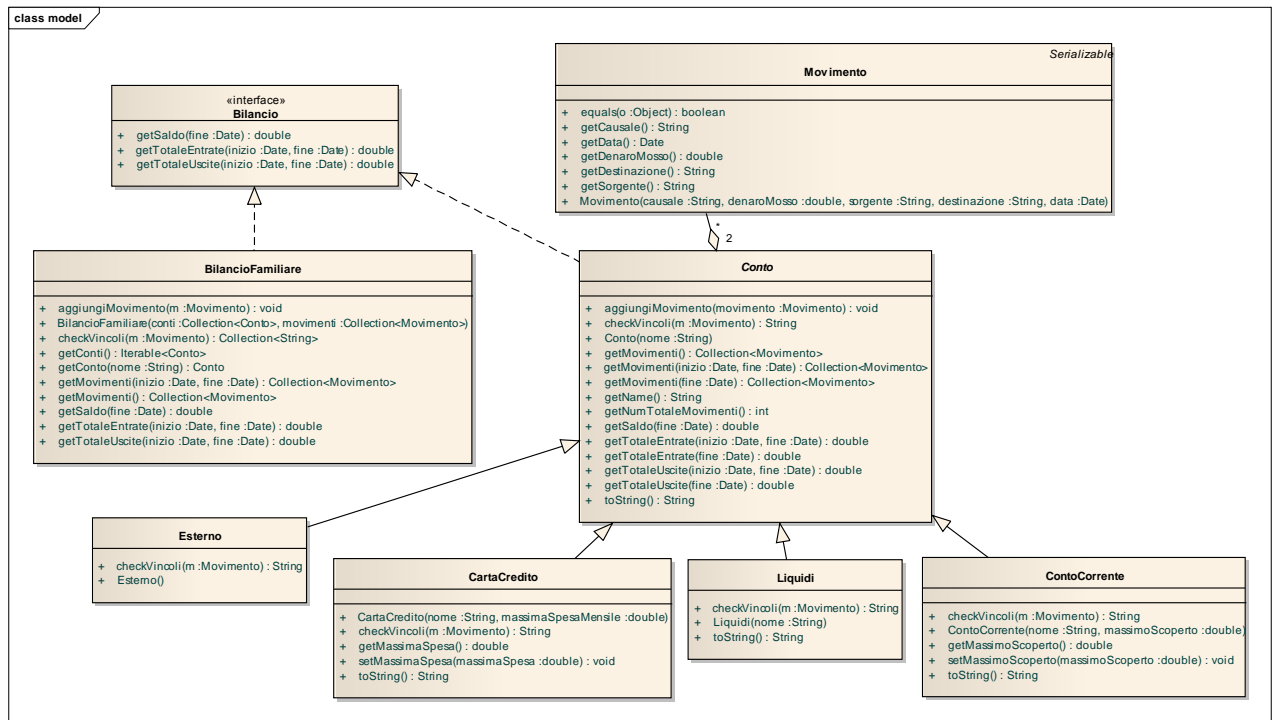 class model
«interface»
Bilancio
+ getSaldo(fine :Date) : double
+ getTotaleEntrate(inizio :Date, fine :Date) : double
+ getTotaleUscite(inizio :Date, fine :Date) : double
Serializable
Movimento
+ equals(o :Object) : boolean
+ getCausale() : String
+ getData() : Date
+ getDenaroMosso() : double
+ getDestinazione() : String
+ getSorgente() : String
+ Movimento(causale :String, denaroMosso :double, sorgente :String, destinazione :String, data :Date)
*
2
BilancioFamiliare
+ aggiungiMovimento(m :Movimento) : void
+ BilancioFamiliare(conti :Collection<Conto>, movimenti :Collection<Movimento>)
+ checkVincoli(m :Movimento) : Collection<String>
+ getConti() : Iterable<Conto>
+ getConto(nome :String) : Conto
+ getMovimenti(inizio :Date, fine :Date) : Collection<Movimento>
+ getMovimenti() : Collection<Movimento>
+ getSaldo(fine :Date) : double
+ getTotaleEntrate(inizio :Date, fine :Date) : double
+ getTotaleUscite(inizio :Date, fine :Date) : double
Conto
+ aggiungiMovimento(movimento :Movimento) : void
+ checkVincoli(m :Movimento) : String
+ Conto(nome :String)
+ getMovimenti() : Collection<Movimento>
+ getMovimenti(inizio :Date, fine :Date) : Collection<Movimento>
+ getMovimenti(fine :Date) : Collection<Movimento>
+ getName() : String
+ getNumTotaleMovimenti() : int
+ getSaldo(fine :Date) : double
+ getTotaleEntrate(inizio :Date, fine :Date) : double
+ getTotaleEntrate(fine :Date) : double
+ getTotaleUscite(inizio :Date, fine :Date) : double
+ getTotaleUscite(fine :Date) : double
+ toString() : String
Esterno
+ checkVincoli(m :Movimento) : String
+ Esterno()
CartaCredito
+ CartaCredito(nome :String, massimaSpesaMensile :double)
+ checkVincoli(m :Movimento) : String
+ getMassimaSpesa() : double
+ setMassimaSpesa(massimaSpesa :double) : void
+ toString() : String
Liquidi
+ checkVincoli(m :Movimento) : String
+ Liquidi(nome :String)
+ toString() : String
ContoCorrente
+ checkVincoli(m :Movimento) : String
+ ContoCorrente(nome :String, massimoScoperto :double)
+ getMassimoScoperto() : double
+ setMassimoScoperto(massimoScoperto :double) : void
+ toString() : String